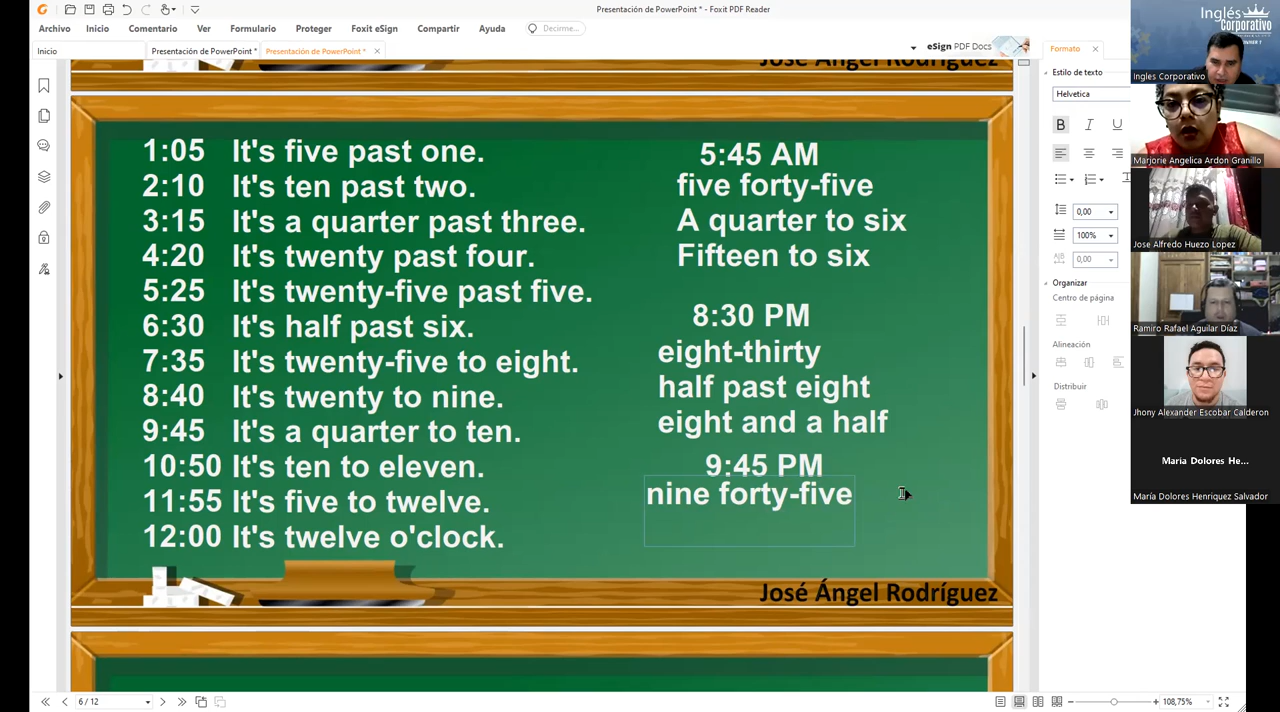 Presentación de PowerPoint * - Foxit PDF Reader
Archivo Inicio Comentario Ver Formulario Proteger Foxit eSign Compartir Ayuda Decirme...
Inicio Presentación de PowerPoint * Presentación de PowerPoint * eSign PDF Docs Formato
Estilo de texto
Helvetica
B I U
0,00
100%
0,00
Organizar
Centro de página
Alineación
Distribuir
José Ángel Rodríguez
1:05 It's five past one.
2:10 It's ten past two.
3:15 It's a quarter past three.
4:20 It's twenty past four.
5:25 It's twenty-five past five.
6:30 It's half past six.
7:35 It's twenty-five to eight.
8:40 It's twenty to nine.
9:45 It's a quarter to ten.
10:50 It's ten to eleven.
11:55 It's five to twelve.
12:00 It's twelve o'clock.
5:45 AM
five forty-five
A quarter to six
Fifteen to six
8:30 PM
eight-thirty
half past eight
eight and a half
9:45 PM
nine forty-five
José Ángel Rodríguez
Inglés
Corporativo
Ingles Corporativo
Marjorie Angelica Ardon Granillo
Jose Alfredo Huezo Lopez
Ramiro Rafael Aguilar Díaz
Jhony Alexander Escobar Calderon
Maria Dolores He...
María Dolores Henriquez Salvador
6 / 12
108,75%